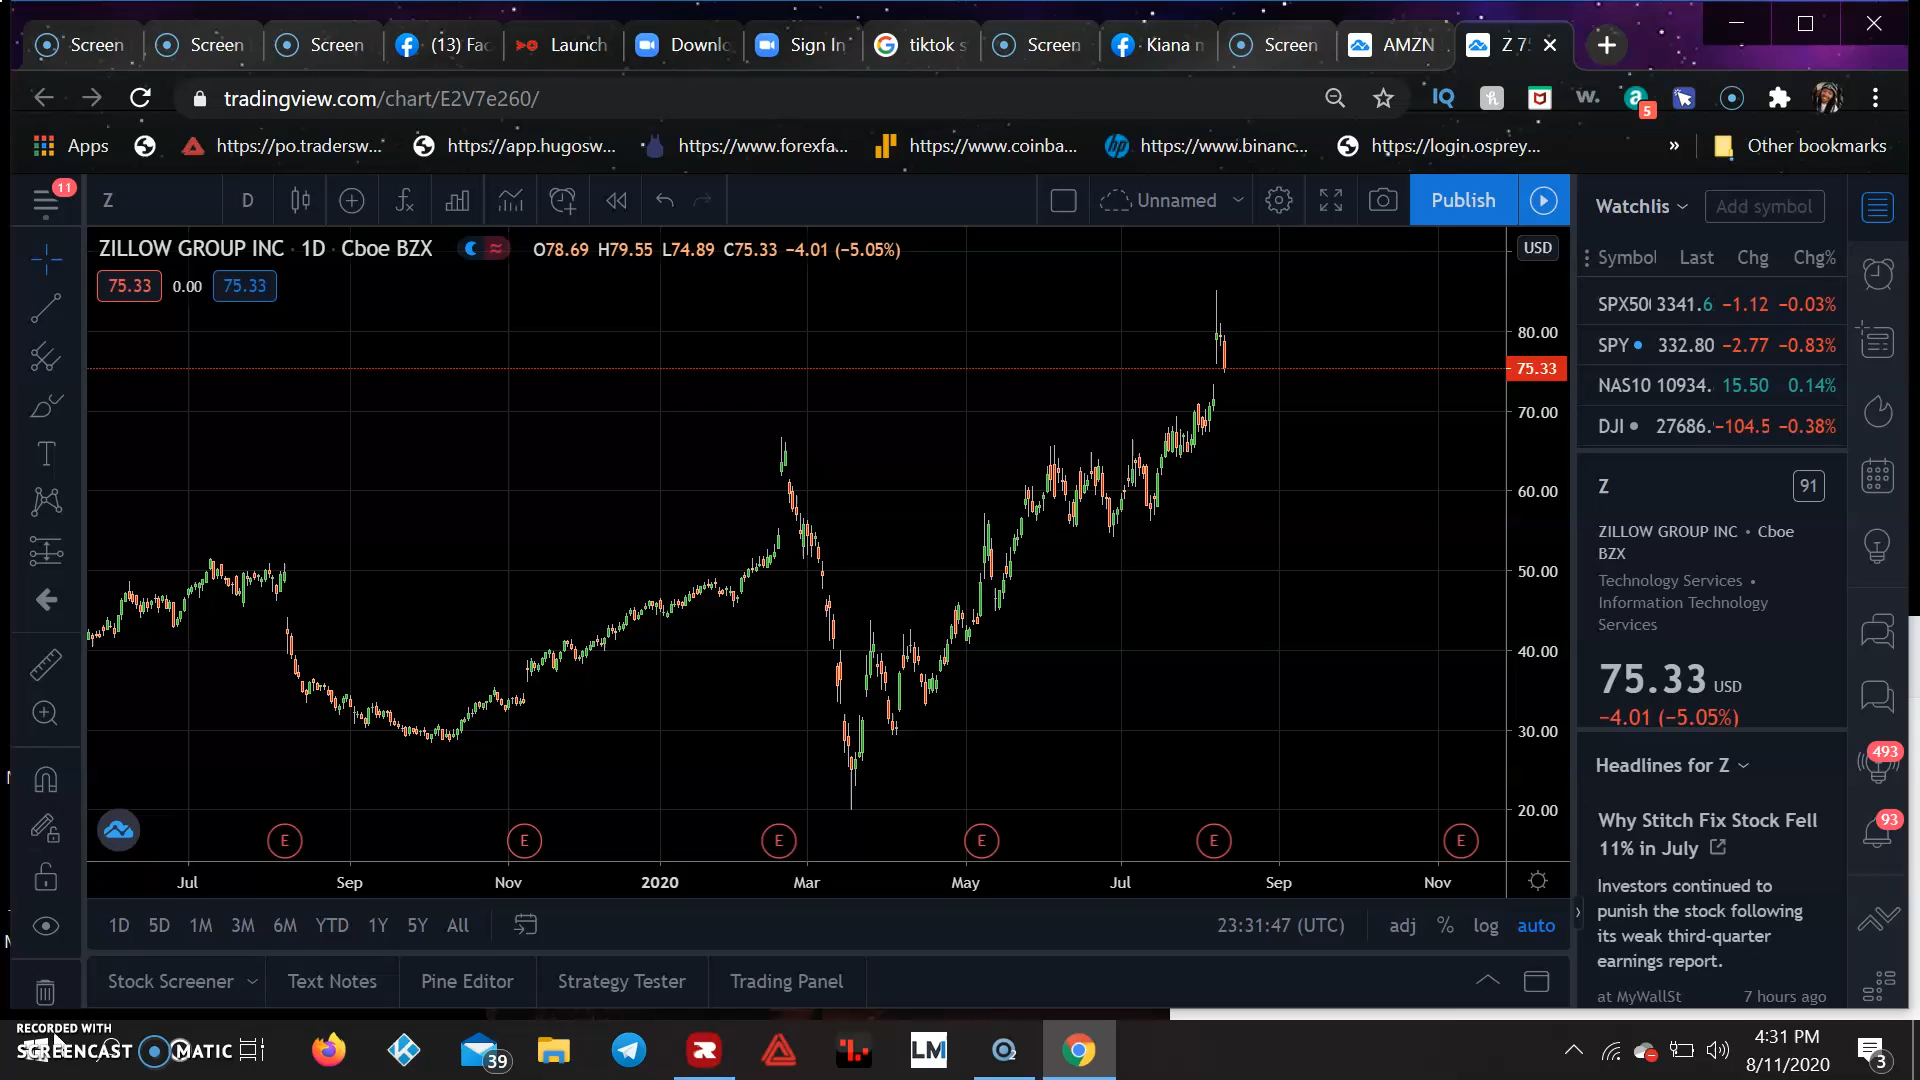 Screen
Screen
Screen
(13) Fac
Launch
Downlo
Sign In
tiktok s
Screen
Kiana n
Screen
AMZN
Z 7
tradingview.com/chart/E2V7e260/
IQ
h
w.
a
5
Apps
https://po.tradersw...
https://app.hugosw...
https://www.forexfa...
https://www.coinba...
https://www.binanc...
https://login.osprey...
»
Other bookmarks
11
Z
D
Unnamed
Publish
Watchlis
Add symbol
ZILLOW GROUP INC · 1D · Cboe BZX
O78.69 H79.55 L74.89 C75.33 −4.01 (−5.05%)
USD
75.33
0.00
75.33
Symbol Last Chg Chg%
SPX50 3341.6 −1.12 −0.03%
SPY 332.80 −2.77 −0.83%
NAS10 10934. 15.50 0.14%
DJI 27686. −104.5 −0.38%
80.00
75.33
70.00
60.00
50.00
40.00
30.00
20.00
Z
91
ZILLOW GROUP INC • Cboe
BZX
Technology Services •
Information Technology
Services
75.33 USD
−4.01 (−5.05%)
Headlines for Z
493
93
Why Stitch Fix Stock Fell
11% in July
Investors continued to
punish the stock following
its weak third-quarter
earnings report.
at MyWallSt 7 hours ago
E E E E E E
Jul Sep Nov 2020 Mar May Jul Sep Nov
1D 5D 1M 3M 6M YTD 1Y 5Y All
23:31:47 (UTC)
adj % log auto
Stock Screener
Text Notes
Pine Editor
Strategy Tester
Trading Panel
RECORDED WITH
SCREENCAST MATIC
39
LM
4:31 PM
8/11/2020
3